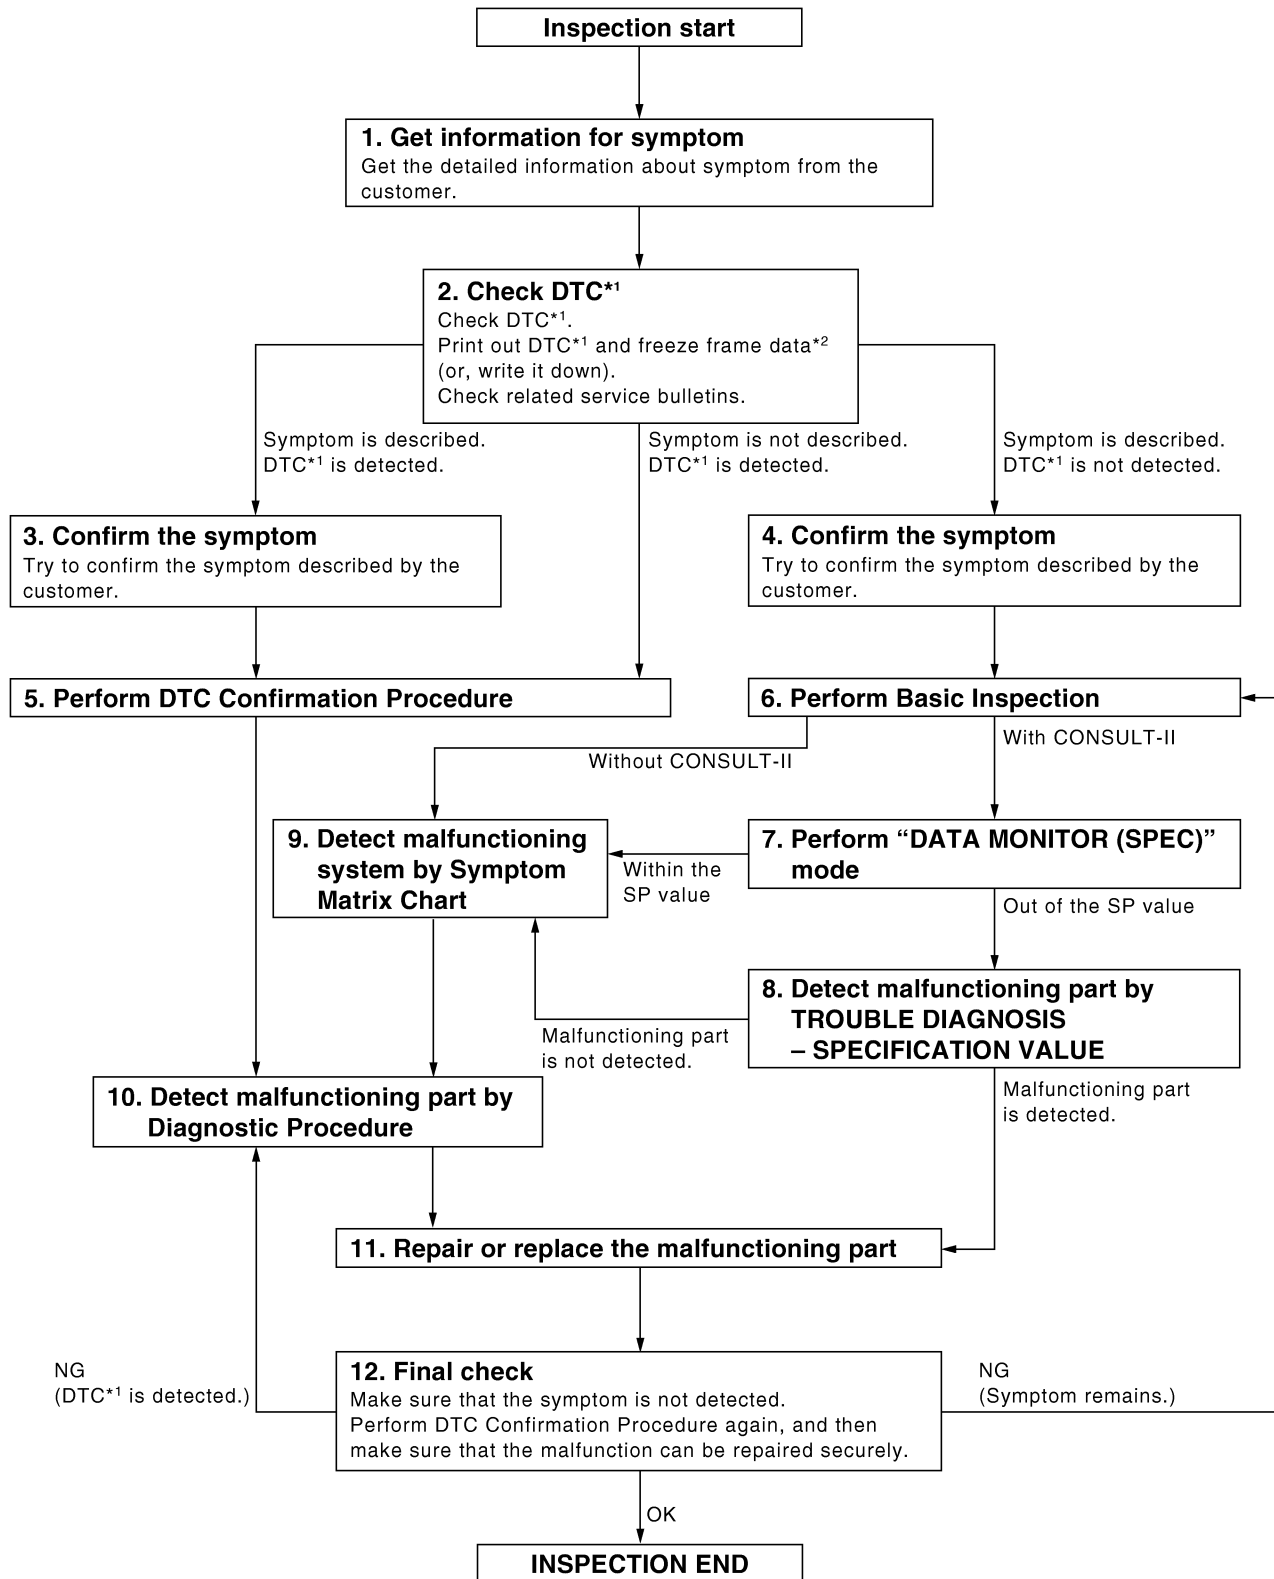 Inspection start
1. Get information for symptom
Get the detailed information about symptom from the
customer.
2. Check DTC*1
Check DTC*1.
Print out DTC*1 and freeze frame data*2
(or, write it down).
Check related service bulletins.
Symptom is described.
DTC*1 is detected.
Symptom is not described.
DTC*1 is detected.
Symptom is described.
DTC*1 is not detected.
3. Confirm the symptom
Try to confirm the symptom described by the
customer.
4. Confirm the symptom
Try to confirm the symptom described by the
customer.
5. Perform DTC Confirmation Procedure
6. Perform Basic Inspection
Without CONSULT-II
With CONSULT-II
9. Detect malfunctioning
system by Symptom
Matrix Chart
Within the
SP value
7. Perform “DATA MONITOR (SPEC)”
mode
Out of the SP value
8. Detect malfunctioning part by
TROUBLE DIAGNOSIS
– SPECIFICATION VALUE
Malfunctioning part
is not detected.
Malfunctioning part
is detected.
10. Detect malfunctioning part by
Diagnostic Procedure
11. Repair or replace the malfunctioning part
NG
(DTC*1 is detected.)
12. Final check
Make sure that the symptom is not detected.
Perform DTC Confirmation Procedure again, and then
make sure that the malfunction can be repaired securely.
NG
(Symptom remains.)
OK
INSPECTION END